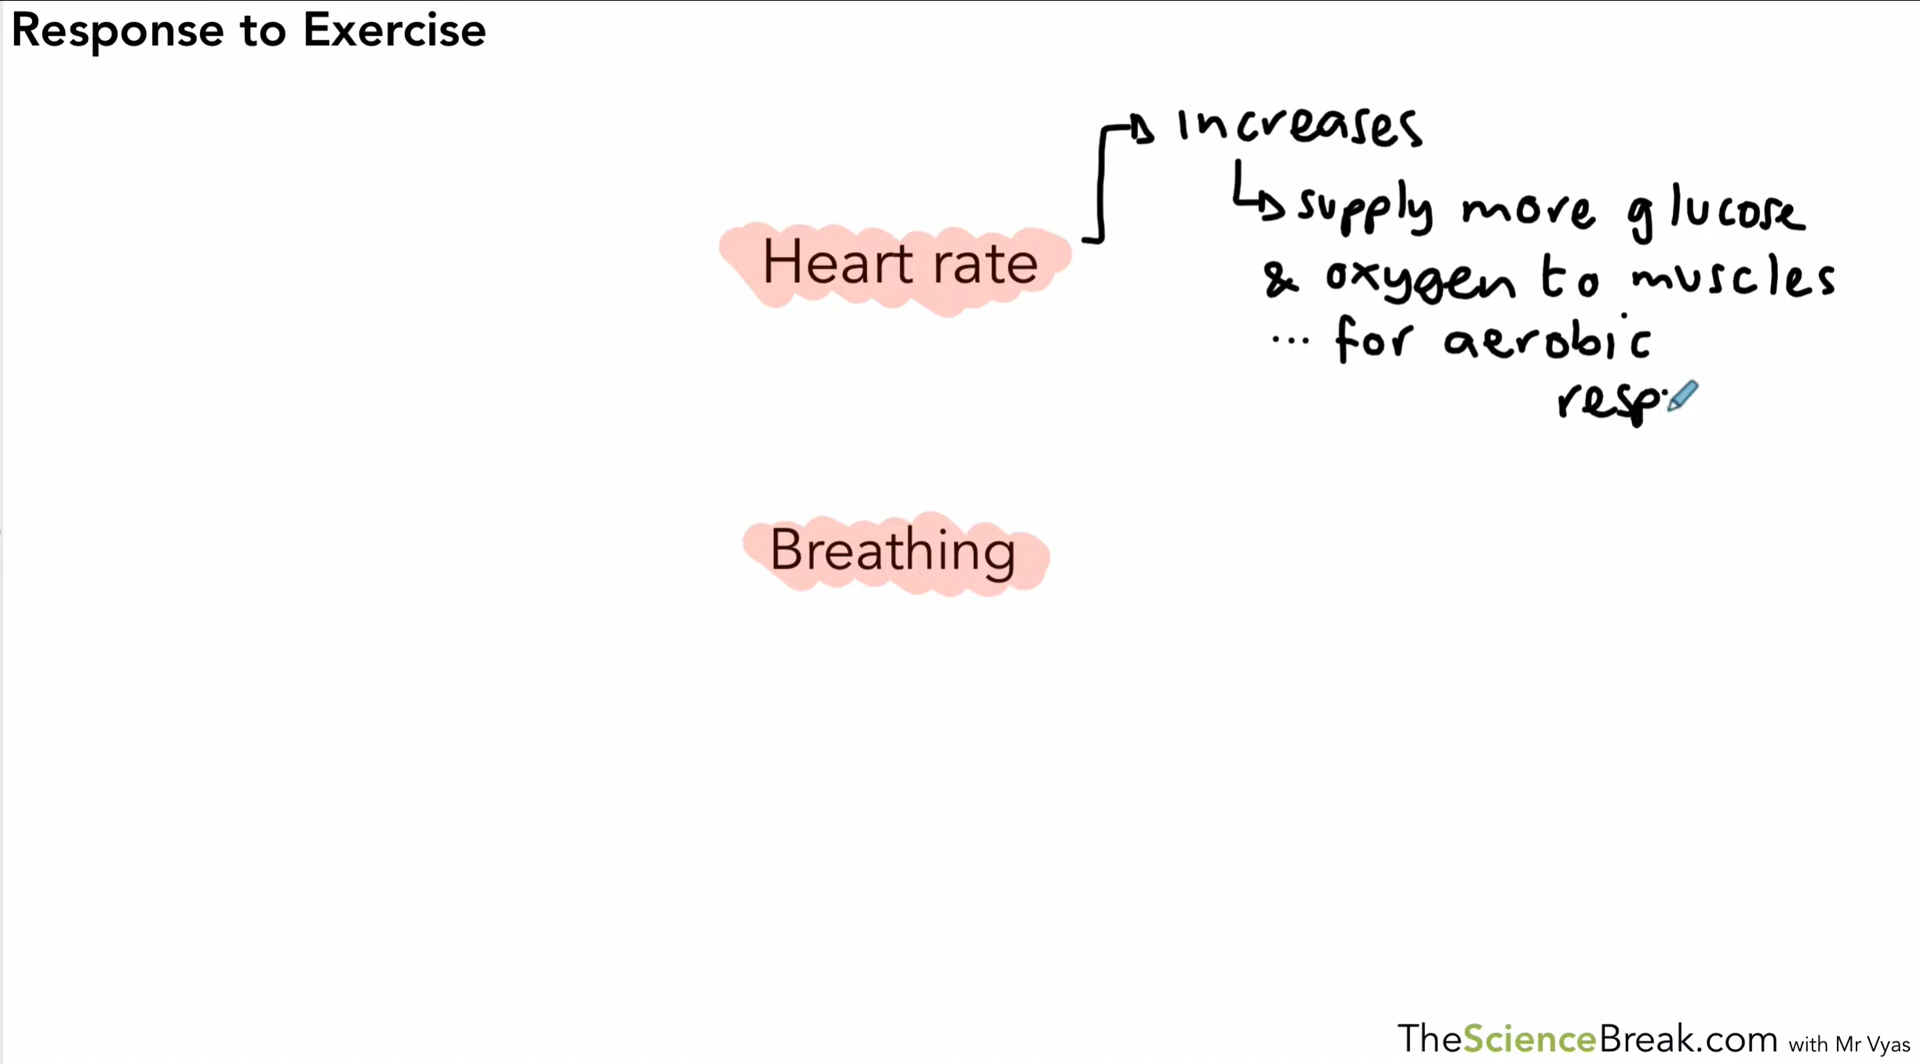 Response to Exercise
increases
supply more glucose
Heart rate
& oxygen to muscles
... for aerobic
resp
Breathing
TheScienceBreak.com with Mr Vyas